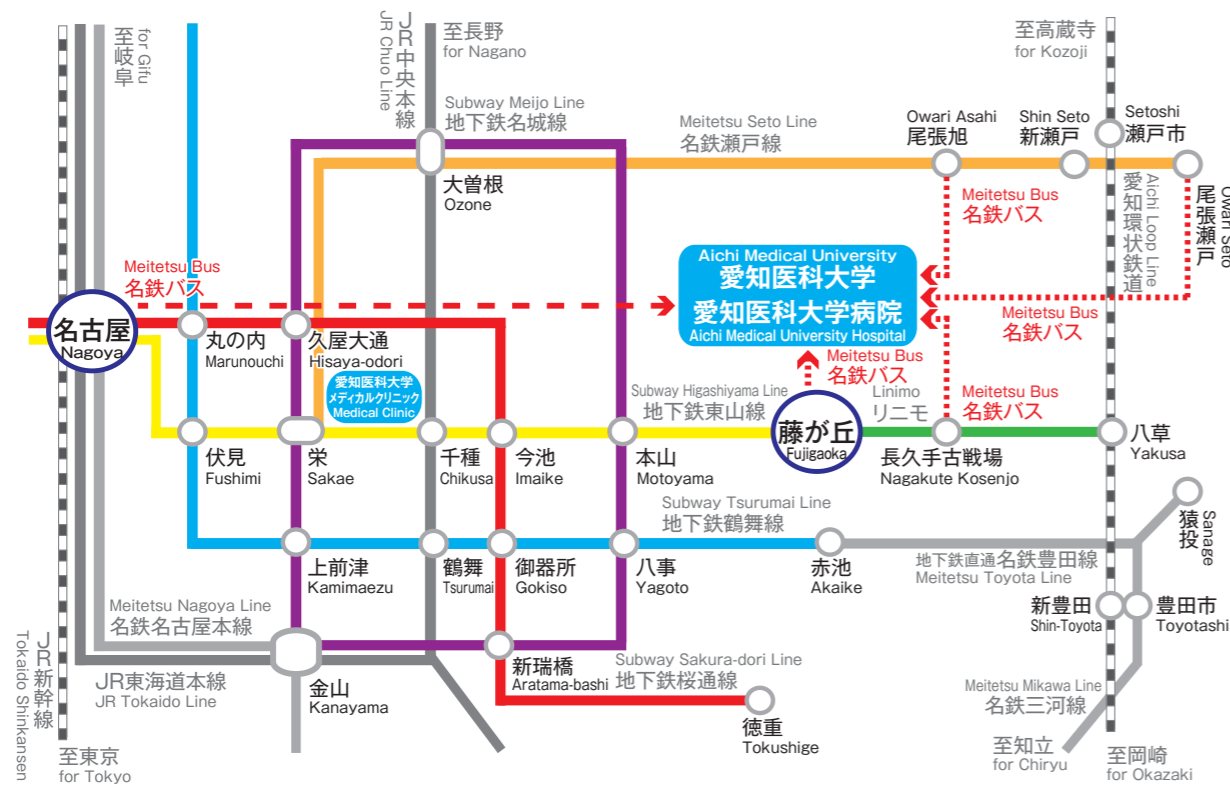 for Gifu
至岐阜
JR中央本線
JR Chuo Line
至長野
for Nagano
至高蔵寺
for Kozoji
Subway Meijo Line
地下鉄名城線
Meitetsu Seto Line
名鉄瀬戸線
Owari Asahi
尾張旭
Shin Seto
新瀬戸
Setoshi
瀬戸市
大曽根
Ozone
Meitetsu Bus
名鉄バス
Aichi Loop Line
愛知環状鉄道
尾張瀬戸
Owari Seto
Meitetsu Bus
名鉄バス
Aichi Medical University
愛知医科大学
愛知医科大学病院
Aichi Medical University Hospital
Meitetsu Bus
名鉄バス
名古屋
Nagoya
丸の内
Marunouchi
久屋大通
Hisaya-odori
愛知医科大学
メディカルクリニック
Medical Clinic
Meitetsu Bus
名鉄バス
Subway Higashiyama Line
地下鉄東山線
藤が丘
Fujigaoka
Linimo
リニモ
Meitetsu Bus
名鉄バス
伏見
Fushimi
栄
Sakae
千種
Chikusa
今池
Imaike
本山
Motoyama
長久手古戦場
Nagakute Kosenjo
八草
Yakusa
Subway Tsurumai Line
地下鉄鶴舞線
上前津
Kamimaezu
鶴舞
Tsurumai
御器所
Gokiso
八事
Yagoto
赤池
Akaike
地下鉄直通名鉄豊田線
Meitetsu Toyota Line
猿投
Sanage
Meitetsu Nagoya Line
名鉄名古屋本線
新豊田
Shin-Toyota
豊田市
Toyotashi
JR新幹線
Tokaido Shinkansen
JR東海道本線
JR Tokaido Line
金山
Kanayama
新瑞橋
Aratama-bashi
Subway Sakura-dori Line
地下鉄桜通線
徳重
Tokushige
Meitetsu Mikawa Line
名鉄三河線
至東京
for Tokyo
至知立
for Chiryu
至岡崎
for Okazaki